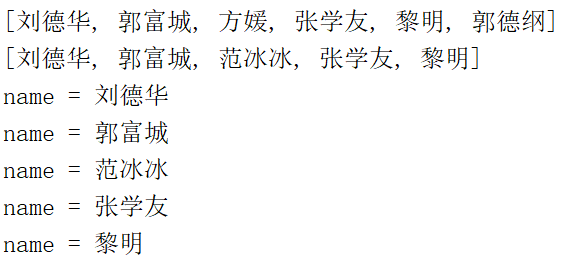 [刘德华, 郭富城, 方媛, 张学友, 黎明, 郭德纲]
[刘德华, 郭富城, 范冰冰, 张学友, 黎明]
name = 刘德华
name = 郭富城
name = 范冰冰
name = 张学友
name = 黎明